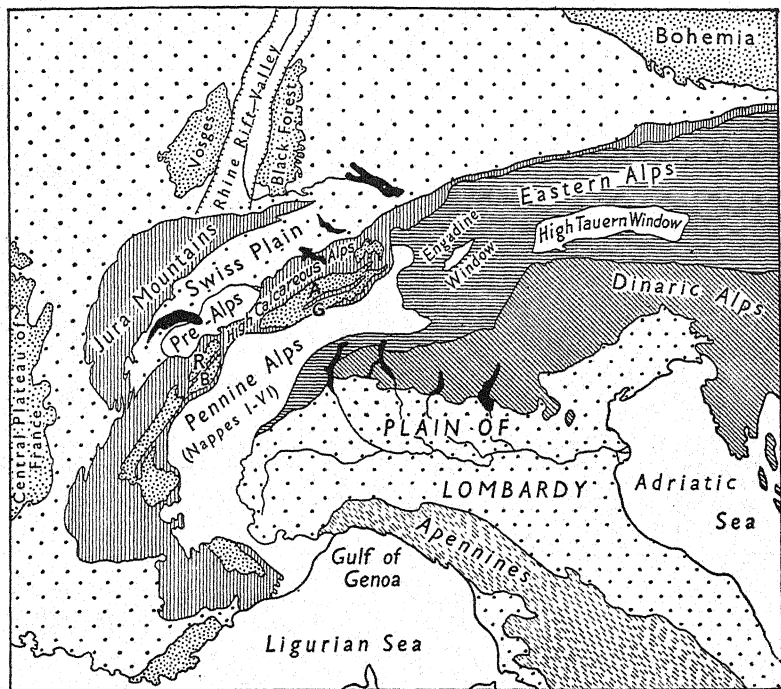 Bohemia
Vosges
Rhine Rift Valley
Black Forest
Eastern Alps
High Tauern Window
Engadine
Window
Dinaric Alps
Jura Mountains
Swiss Plain
Pre-Alps
High Calcareous Alps
A
G
R
B
Pennine Alps
(Nappes I-VI)
Central Plateau of
France
PLAIN OF
LOMBARDY
Adriatic
Sea
Apennines
Gulf of
Genoa
Ligurian Sea